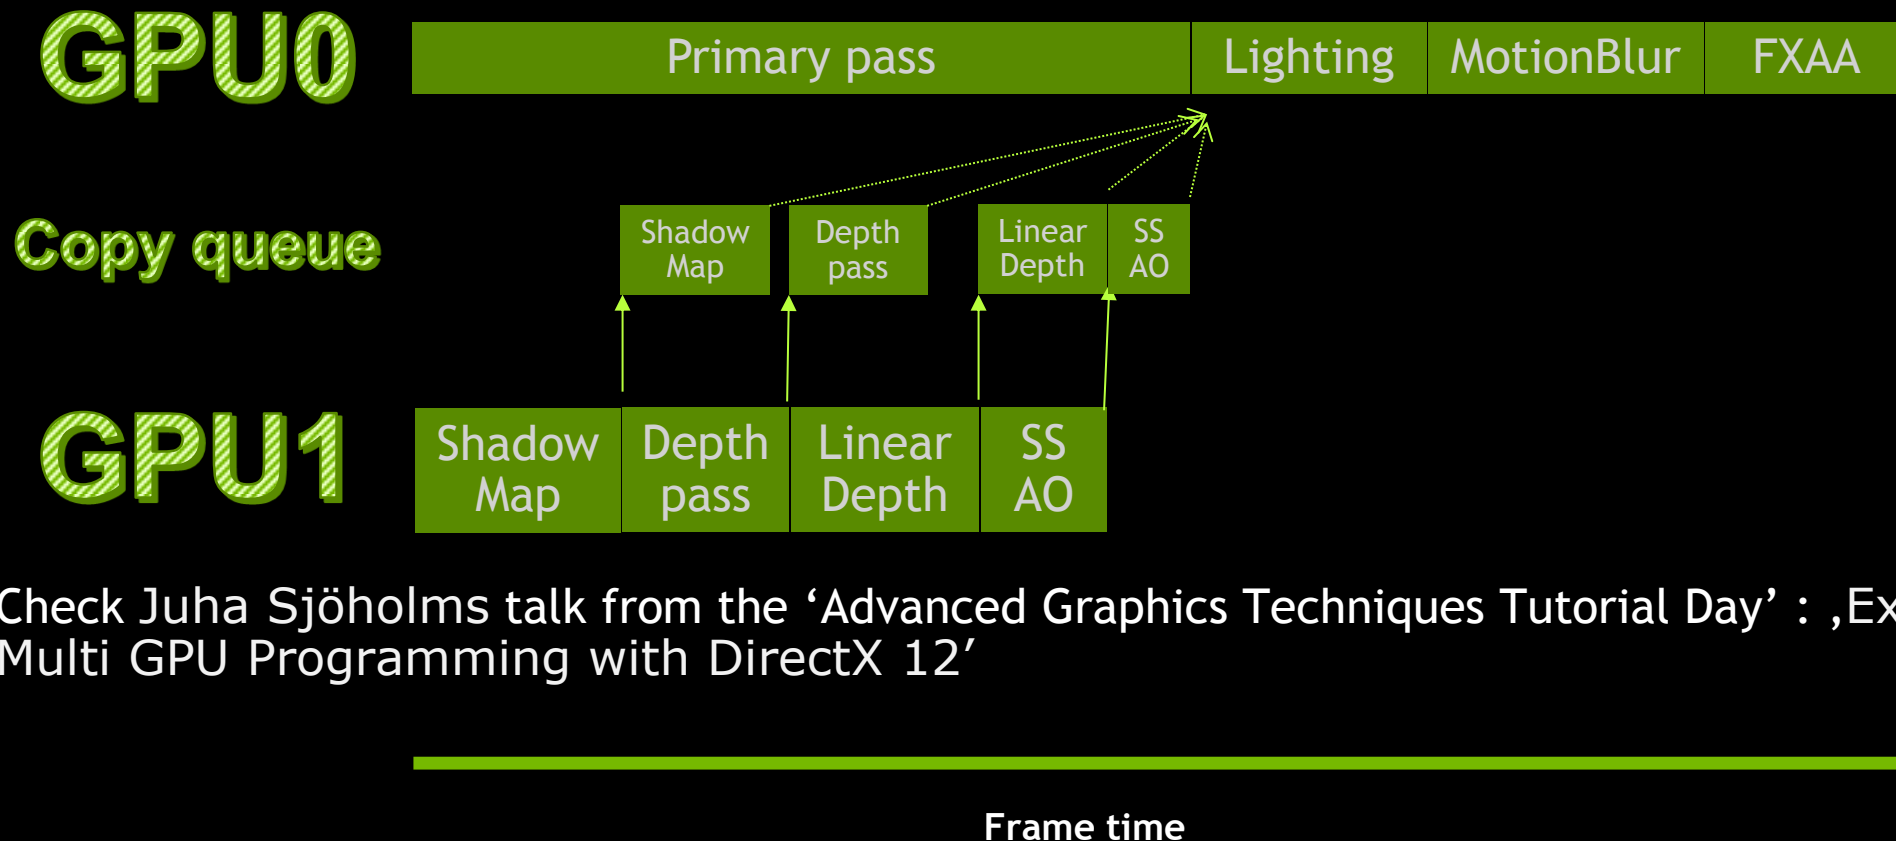 GPU0
Primary pass
Lighting
MotionBlur
FXAA
Copy queue
Shadow
Map
Depth
pass
Linear
Depth
SS
AO
GPU1
Shadow
Map
Depth
pass
Linear
Depth
SS
AO
Check Juha Sjöholms talk from the ‘Advanced Graphics Techniques Tutorial Day’ : ‚Ex
Multi GPU Programming with DirectX 12’
Frame time